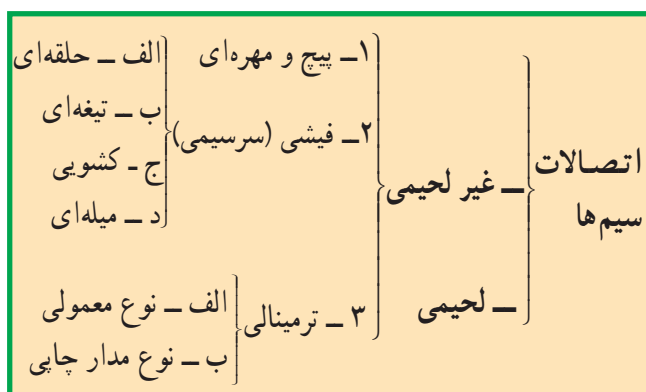 اتصالات
سیم‌ها
ــ غیر لحیمی
ــ لحیمی
۱ــ پیچ و مهره‌ای
۲ــ فیشی (سرسیمی)
۳ ــ ترمینالی
الف ــ حلقه‌ای
ب ــ تیغه‌ای
ج ـ کشویی
د ــ میله‌ای
الف ــ نوع معمولی
ب ــ نوع مدار چاپی